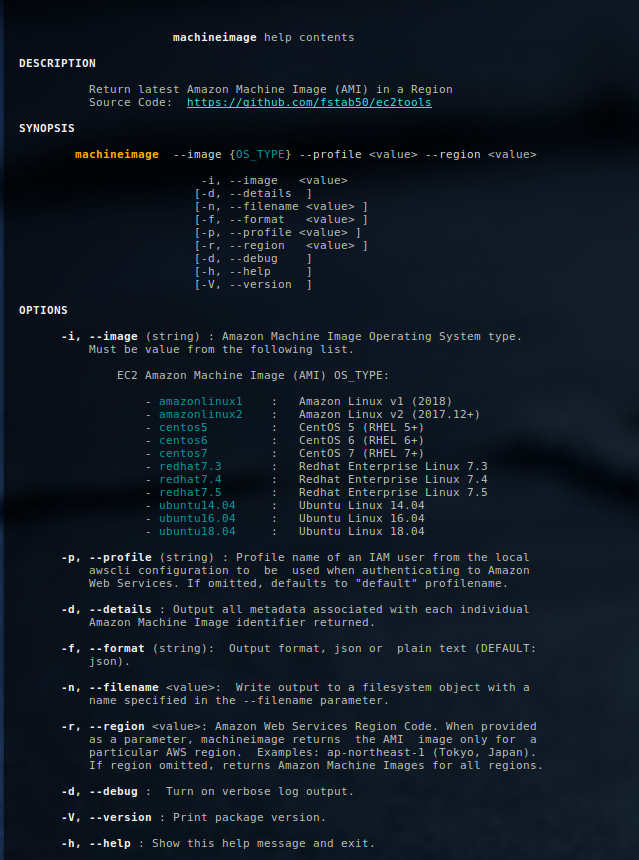 machineimage help contents
DESCRIPTION
Return latest Amazon Machine Image (AMI) in a Region
Source Code:  https://github.com/fstab50/ec2tools
SYNOPSIS
machineimage  --image {OS_TYPE} --profile <value> --region <value>
-i, --image   <value>
[-d, --details  ]
[-n, --filename <value> ]
[-f, --format   <value> ]
[-p, --profile <value> ]
[-r, --region   <value> ]
[-d, --debug    ]
[-h, --help     ]
[-V, --version  ]
OPTIONS
-i, --image (string) : Amazon Machine Image Operating System type.
Must be value from the following list.
EC2 Amazon Machine Image (AMI) OS_TYPE:
- amazonlinux1    :   Amazon Linux v1 (2018)
- amazonlinux2    :   Amazon Linux v2 (2017.12+)
- centos5         :   CentOS 5 (RHEL 5+)
- centos6         :   CentOS 6 (RHEL 6+)
- centos7         :   CentOS 7 (RHEL 7+)
- redhat7.3       :   Redhat Enterprise Linux 7.3
- redhat7.4       :   Redhat Enterprise Linux 7.4
- redhat7.5       :   Redhat Enterprise Linux 7.5
- ubuntu14.04     :   Ubuntu Linux 14.04
- ubuntu16.04     :   Ubuntu Linux 16.04
- ubuntu18.04     :   Ubuntu Linux 18.04
-p, --profile (string) : Profile name of an IAM user from the local
awscli configuration to  be  used when authenticating to Amazon
Web Services. If omitted, defaults to "default" profilename.
-d, --details : Output all metadata associated with each individual
Amazon Machine Image identifier returned.
-f, --format (string):  Output format, json or  plain text (DEFAULT:
json).
-n, --filename <value>:  Write output to a filesystem object with a
name specified in the --filename parameter.
-r, --region <value>: Amazon Web Services Region Code. When provided
as a parameter, machineimage returns  the AMI  image only for  a
particular AWS region.  Examples: ap-northeast-1 (Tokyo, Japan).
If region omitted, returns Amazon Machine Images for all regions.
-d, --debug :  Turn on verbose log output.
-V, --version : Print package version.
-h, --help : Show this help message and exit.